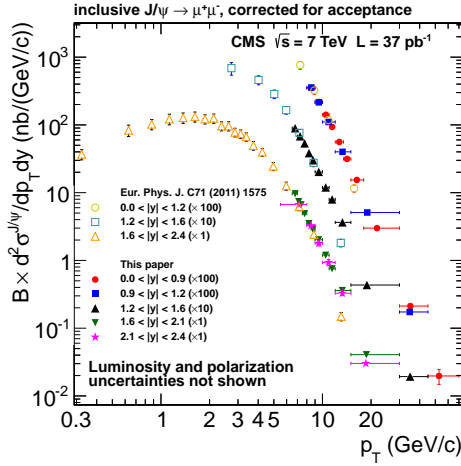 inclusive J/ψ → μ⁺μ⁻, corrected for acceptance
CMS √s = 7 TeV L = 37 pb⁻¹
B × d² σ^J/ψ/dp_T dy (nb/(GeV/c))
10³
10²
10
1
10⁻¹
10⁻²
Eur. Phys. J. C71 (2011) 1575
0.0 < |y| < 1.2 (× 100)
1.2 < |y| < 1.6 (× 10)
1.6 < |y| < 2.4 (× 1)
This paper
0.0 < |y| < 0.9 (×100)
0.9 < |y| < 1.2 (×100)
1.2 < |y| < 1.6 (×10)
1.6 < |y| < 2.1 (×1)
2.1 < |y| < 2.4 (×1)
Luminosity and polarization
uncertainties not shown
0.3 1 2 3 4 5 10 20
p_T (GeV/c)